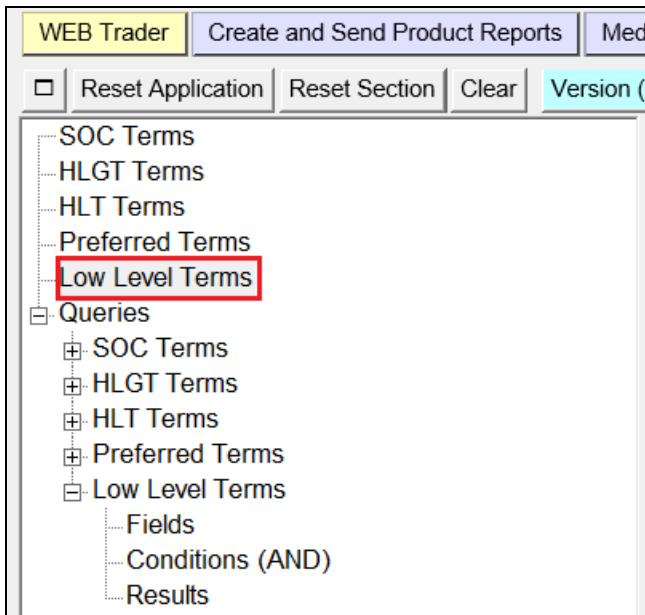 WEB Trader Create and Send Product Reports Med
Reset Application Reset Section Clear Version (
SOC Terms
HLGT Terms
HLT Terms
Preferred Terms
Low Level Terms
Queries
SOC Terms
HLGT Terms
HLT Terms
Preferred Terms
Low Level Terms
Fields
Conditions (AND)
Results